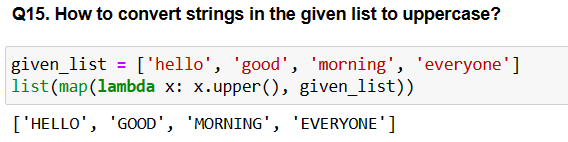 Q15. How to convert strings in the given list to uppercase?
given_list = ['hello', 'good', 'morning', 'everyone']
list(map(lambda x: x.upper(), given_list))
['HELLO', 'GOOD', 'MORNING', 'EVERYONE']